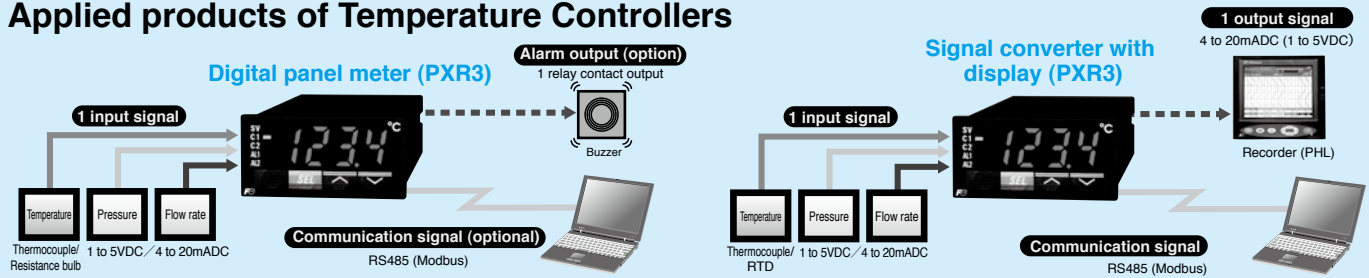 Applied products of Temperature Controllers
Digital panel meter (PXR3)
Alarm output (option)
1 relay contact output
Buzzer
1 input signal
SV
C1
C2
AL1
AL2
123.4
°C
SEL
Temperature
Pressure
Flow rate
Thermocouple/
Resistance bulb
1 to 5VDC/4 to 20mADC
Communication signal (optional)
RS485 (Modbus)
Signal converter with
display (PXR3)
1 output signal
4 to 20mADC (1 to 5VDC)
Recorder (PHL)
1 input signal
SV
C1
C2
AL1
AL2
123.4
°C
SEL
Temperature
Pressure
Flow rate
Thermocouple/
RTD
1 to 5VDC/4 to 20mADC
Communication signal
RS485 (Modbus)